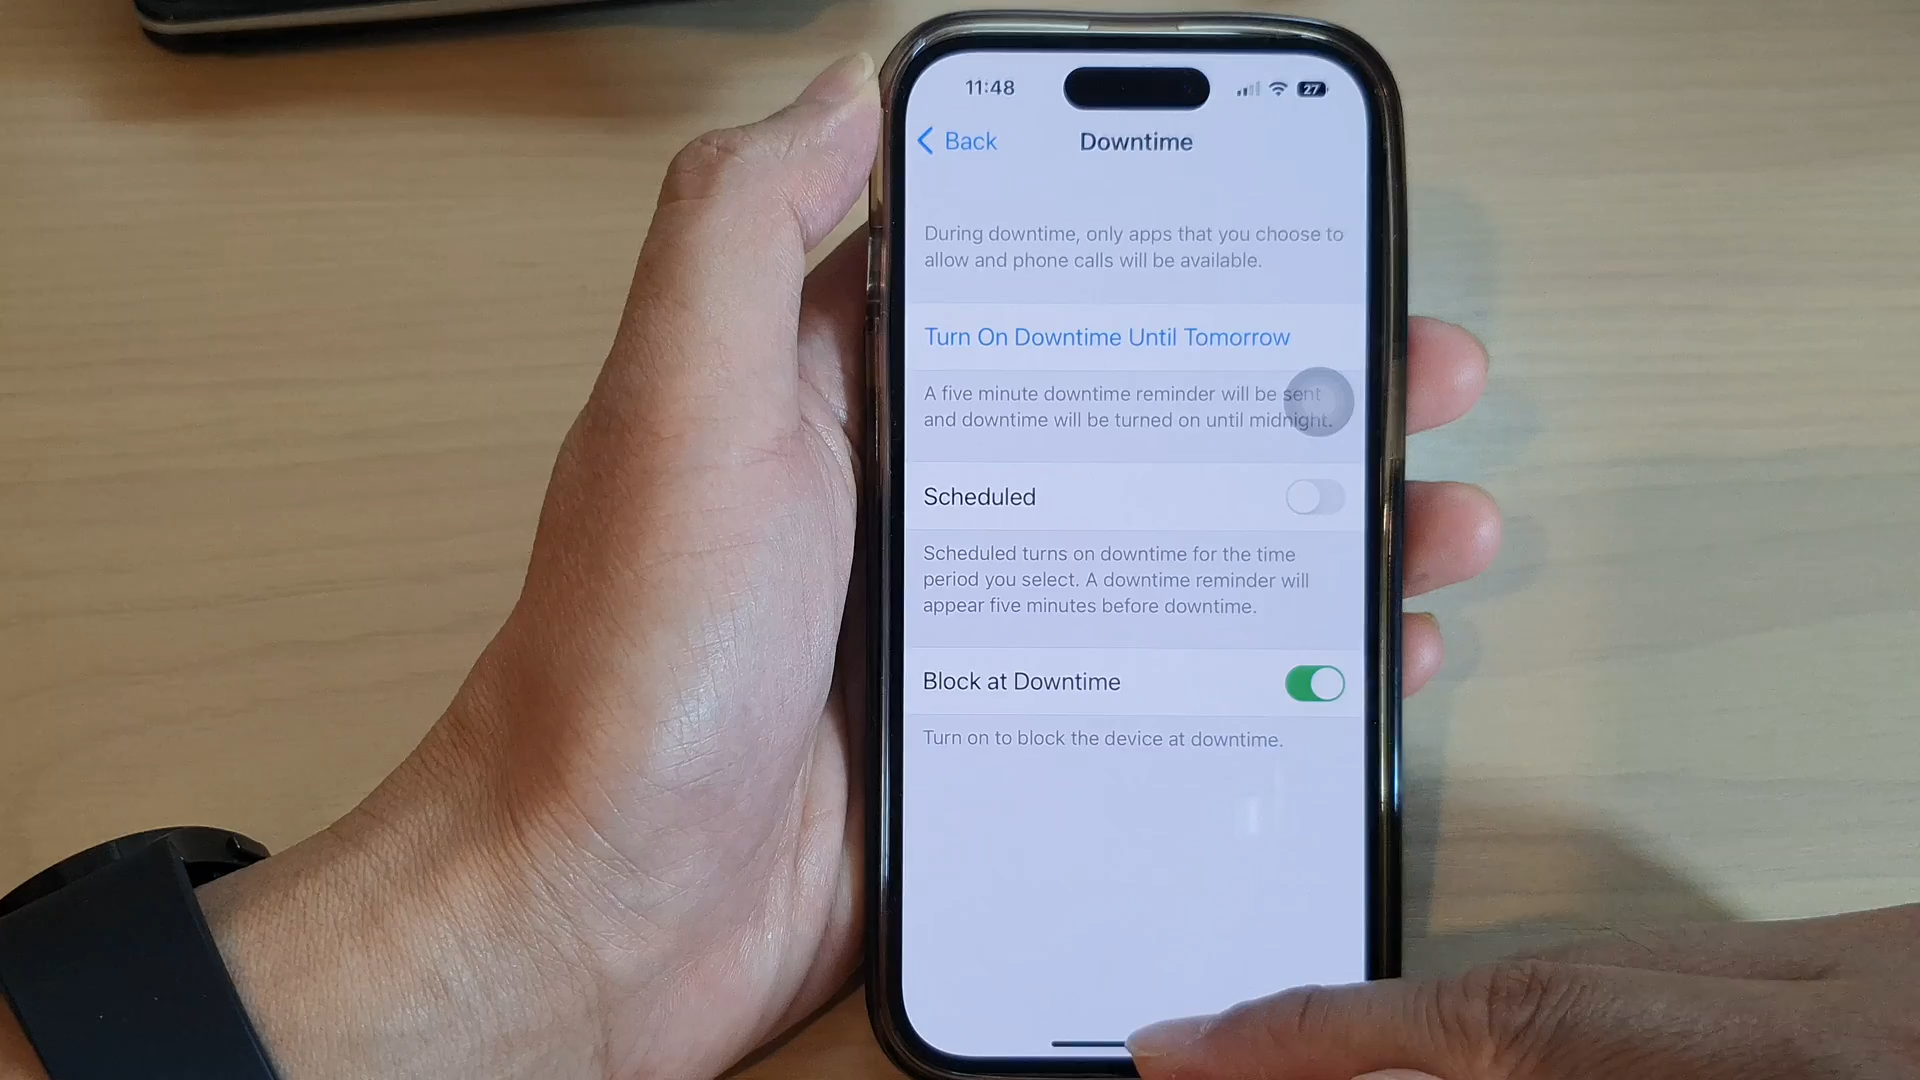 11:48
27
Back
Downtime
During downtime, only apps that you choose to
allow and phone calls will be available.
Turn On Downtime Until Tomorrow
A five minute downtime reminder will be sent
and downtime will be turned on until midnight.
Scheduled
Scheduled turns on downtime for the time
period you select. A downtime reminder will
appear five minutes before downtime.
Block at Downtime
Turn on to block the device at downtime.